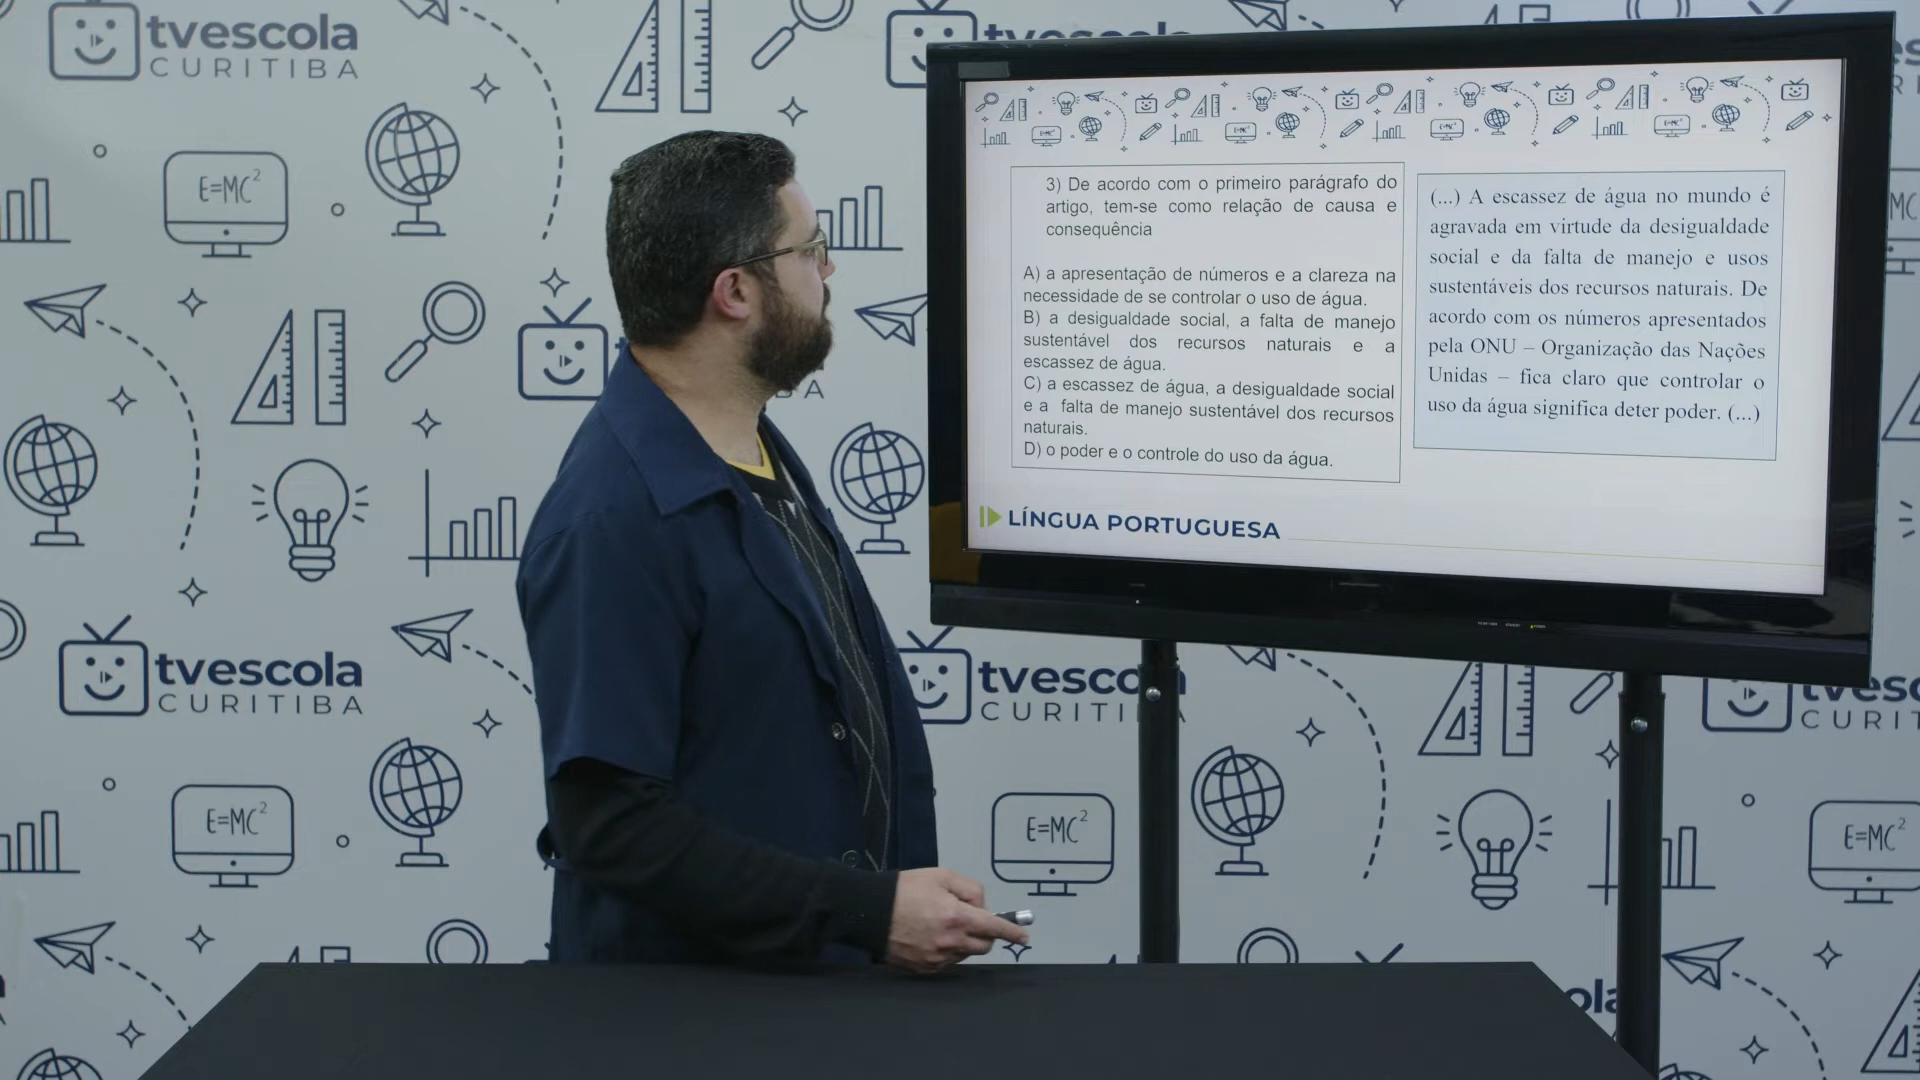 tvescola
CURITIBA
tvescola
E=MC²
3) De acordo com o primeiro parágrafo do
artigo, tem-se como relação de causa e
consequência
A) a apresentação de números e a clareza na
necessidade de se controlar o uso de água.
B) a desigualdade social, a falta de manejo
sustentável dos recursos naturais e a
escassez de água.
C) a escassez de água, a desigualdade social
e a falta de manejo sustentável dos recursos
naturais.
D) o poder e o controle do uso da água.
(...) A escassez de água no mundo é
agravada em virtude da desigualdade
social e da falta de manejo e usos
sustentáveis dos recursos naturais. De
acordo com os números apresentados
pela ONU – Organização das Nações
Unidas – fica claro que controlar o
uso da água significa deter poder. (...)
LÍNGUA PORTUGUESA
tvescola
CURITIBA
tvescola
CURITI A
tvesc
CURIT
E=MC²
E=MC²
E=MC²
ola